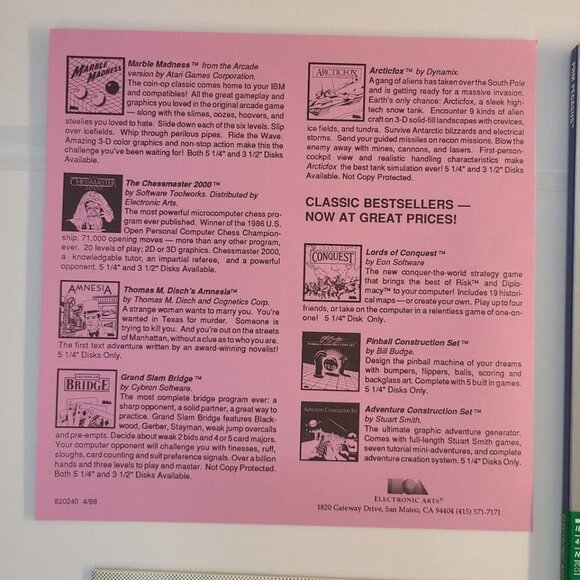 MARBLE MADNESS
Marble Madness™ from the Arcade
version by Atari Games Corporation.
The coin-op classic comes home to your IBM
and compatibles! All the great gameplay and
graphics you loved in the original arcade game
— along with the slimes, oozes, hoovers, and
steelies you loved to hate. Slide down each of the six levels. Slip
over icefields. Whip through perilous pipes. Ride the Wave.
Amazing 3-D color graphics and non-stop action make this the
challenge you've been waiting for! Both 5 1/4" and 3 1/2" Disks
Available.
CHESSMASTER
The Chessmaster 2000™
by Software Toolworks. Distributed by
Electronic Arts.
The most powerful microcomputer chess pro-
gram ever published. Winner of the 1986 U.S.
Open Personal Computer Chess Champion-
ship. 71,000 opening moves — more than any other program,
ever. 20 levels of play; 2D or 3D graphics. Chessmaster 2000,
a knowledgable tutor, an impartial referee, and a powerful
opponent. 5 1/4" and 3 1/2" Disks Available.
AMNESIA
Thomas M. Disch's Amnesia™
by Thomas M. Disch and Cognetics Corp.
A strange woman wants to marry you. You're
wanted in Texas for murder. Someone is
trying to kill you. And you're out on the streets
of Manhattan, without a clue as to who you are.
The first text adventure written by an award-winning novelist!
5 1/4" Disks Only.
BRIDGE
Grand Slam Bridge™
by Cybron Software.
The most complete bridge program ever: a
sharp opponent, a solid partner, a great way to
practice. Grand Slam Bridge features Black-
wood, Gerber, Stayman, weak jump overcalls
and pre-empts. Decide about weak 2 bids and 4 or 5 card majors.
Your computer opponent will challenge you with finesses, ruff,
sloughs, card counting and suit preference signals. Over a billion
hands and three levels to play and master. Not Copy Protected.
Both 5 1/4" and 3 1/2" Disks Available.
820240 4/88
ARCTICFOX
Arcticfox™ by Dynamix.
A gang of aliens has taken over the South Pole
and is getting ready for a massive invasion.
Earth's only chance: Arcticfox, a sleek high-
tech snow tank. Encounter 9 kinds of alien
craft on 3-D solid-fill landscapes with crevices,
ice fields, and tundra. Survive Antarctic blizzards and electrical
storms. Send your guided missiles on recon missions. Blow the
enemy away with mines, cannons, and lasers. First-person-
cockpit view and realistic handling characteristics make
Arcticfox the best tank simulation ever! 5 1/4" and 3 1/2" Disks
Available. Not Copy Protected.
CLASSIC BESTSELLERS —
NOW AT GREAT PRICES!
CONQUEST
Lords of Conquest™
by Eon Software
The new conquer-the-world strategy game
that brings the best of Risk™ and Diplo-
macy™ to your computer! Includes 19 histori-
cal maps — or create your own. Play up to four
friends, or take on the computer in a relentless game of one-on-
one! 5 1/4" Disk Only.
Pinball Construction Set™
by Bill Budge.
Design the pinball machine of your dreams
with bumpers, flippers, balls, scoring and
backglass art. Complete with 5 built in games.
5 1/4" Disks Only.
Adventure Construction Set
Adventure Construction Set™
by Stuart Smith.
The ultimate graphic adventure generator.
Comes with full-length Stuart Smith games,
seven tutorial mini-adventures, and complete
adventure creation system. 5 1/4" Disks Only.
ELECTRONIC ARTS®
1820 Gateway Drive, San Mateo, CA 94404 (415) 571-7171